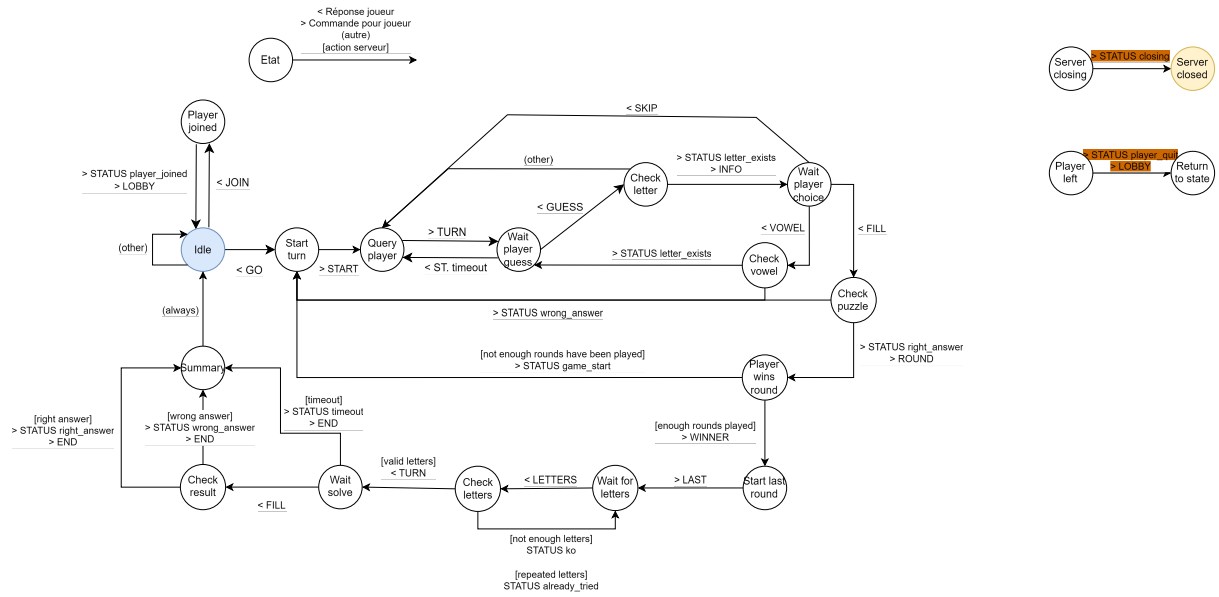 < Réponse joueur
> Commande pour joueur
(autre)
[action serveur]
Etat
> STATUS closing
Server
closing
Server
closed
Player
joined
< SKIP
> STATUS player_joined
> LOBBY
< JOIN
(other)
Check
letter
> STATUS letter_exists
> INFO
Wait
player
choice
> STATUS player_quit
> LOBBY
Player
left
Return
to state
< GUESS
(other)
Idle
< GO
Start
turn
> START
Query
player
> TURN
< ST. timeout
Wait
player
guess
> STATUS letter_exists
< VOWEL
Check
vowel
< FILL
Check
puzzle
> STATUS wrong_answer
(always)
> STATUS right_answer
> ROUND
[not enough rounds have been played]
> STATUS game_start
Player
wins
round
Summary
[right answer]
> STATUS right_answer
> END
[wrong answer]
> STATUS wrong_answer
> END
[timeout]
> STATUS timeout
> END
[enough rounds played]
> WINNER
Check
result
< FILL
Wait
solve
[valid letters]
< TURN
Check
letters
< LETTERS
Wait for
letters
> LAST
Start last
round
[not enough letters]
STATUS ko
[repeated letters]
STATUS already_tried